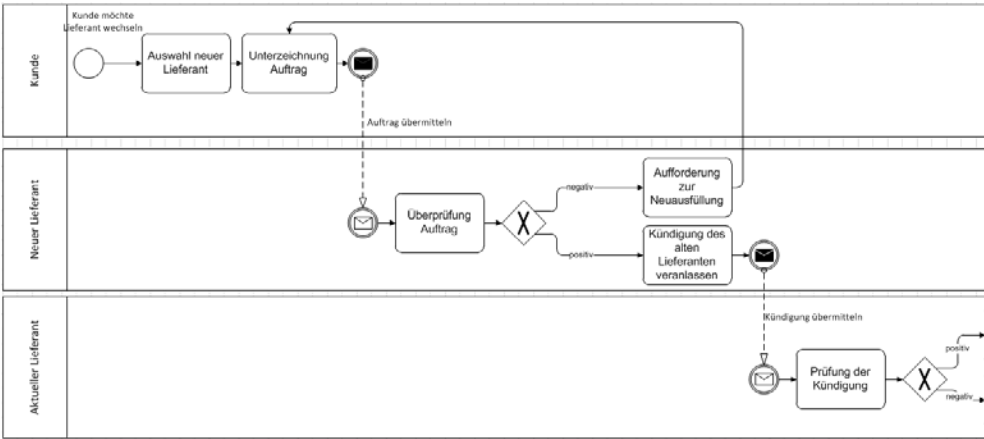 Kunde
Kunde möchte
Lieferant wechseln
Auswahl neuer
Lieferant
Unterzeichnung
Auftrag
Auftrag übermitteln
Neuer Lieferant
Überprüfung
Auftrag
negativ
positiv
Aufforderung
zur
Neuausfüllung
Kündigung des
alten
Lieferanten
veranlassen
Kündigung übermitteln
Aktueller Lieferant
Prüfung der
Kündigung
positiv
negativ